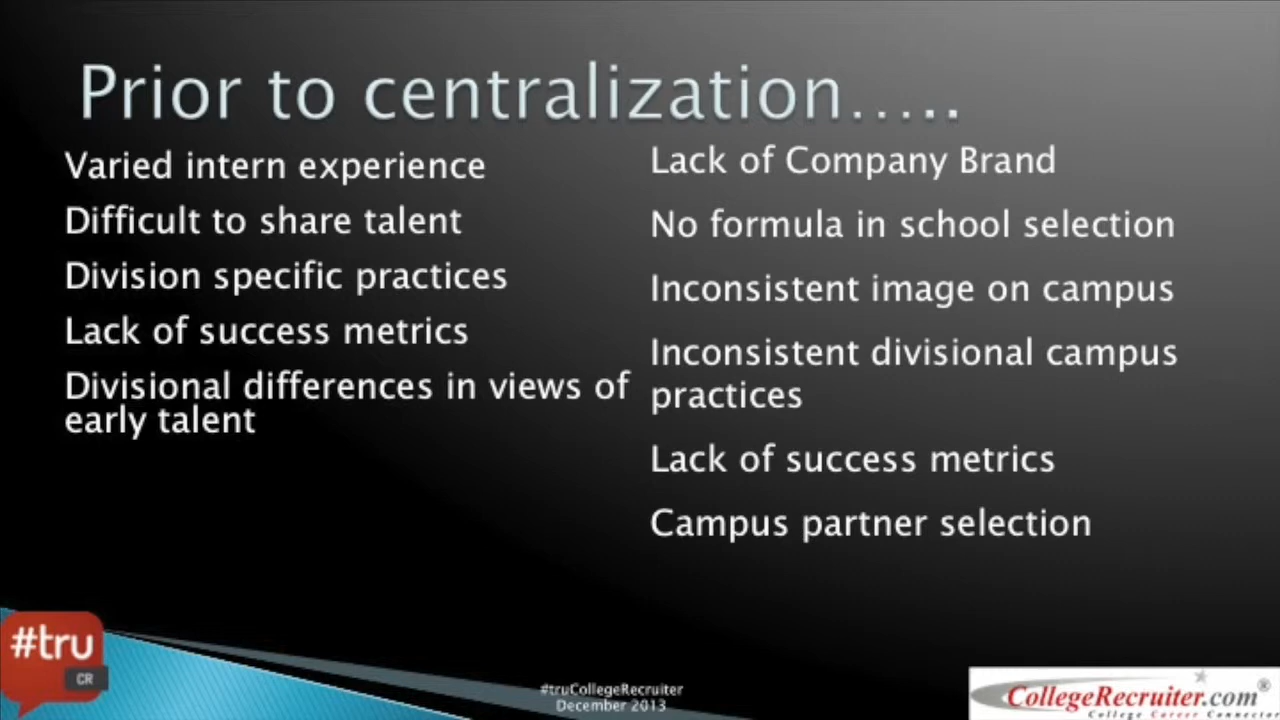 Prior to centralization.....
Varied intern experience
Difficult to share talent
Division specific practices
Lack of success metrics
Divisional differences in views of
early talent
Lack of Company Brand
No formula in school selection
Inconsistent image on campus
Inconsistent divisional campus
practices
Lack of success metrics
Campus partner selection
#tru
CR
#truCollegeRecruiter
December 2013
CollegeRecruiter.com®
College Career Connector